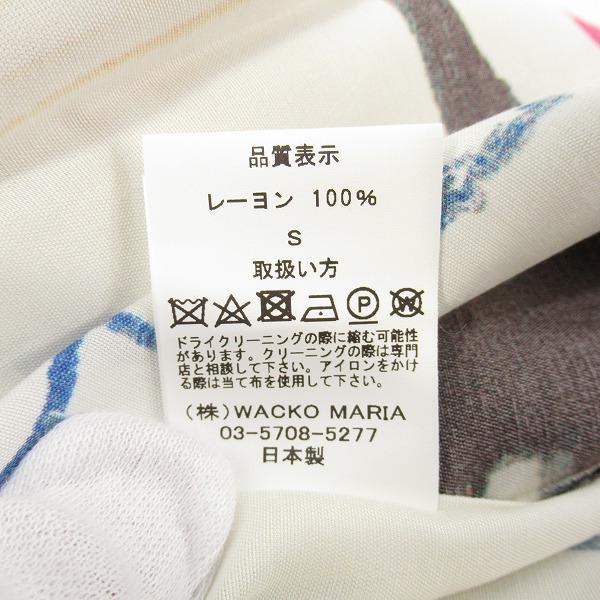 品質表示
レーヨン 100%
S
取扱い方
P W
ドライクリーニングの際に縮む可能性
があります。クリーニングの際は専門
店と相談して下さい。アイロンをかけ
る際は当て布を使用して下さい。
(株)WACKO MARIA
03-5708-5277
日本製